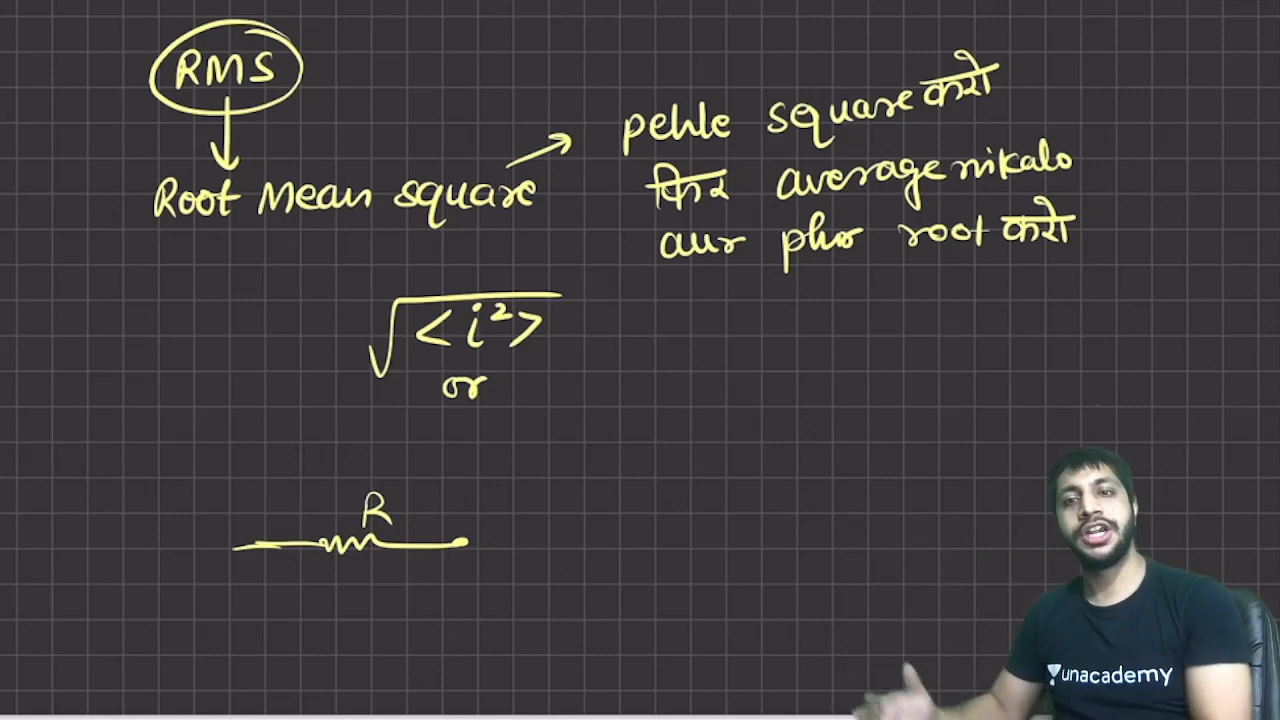 RMS
Root Mean square
pehle square करो
फिर average nikalo
aur phir root करो
√<i²>
or
R
unacademy